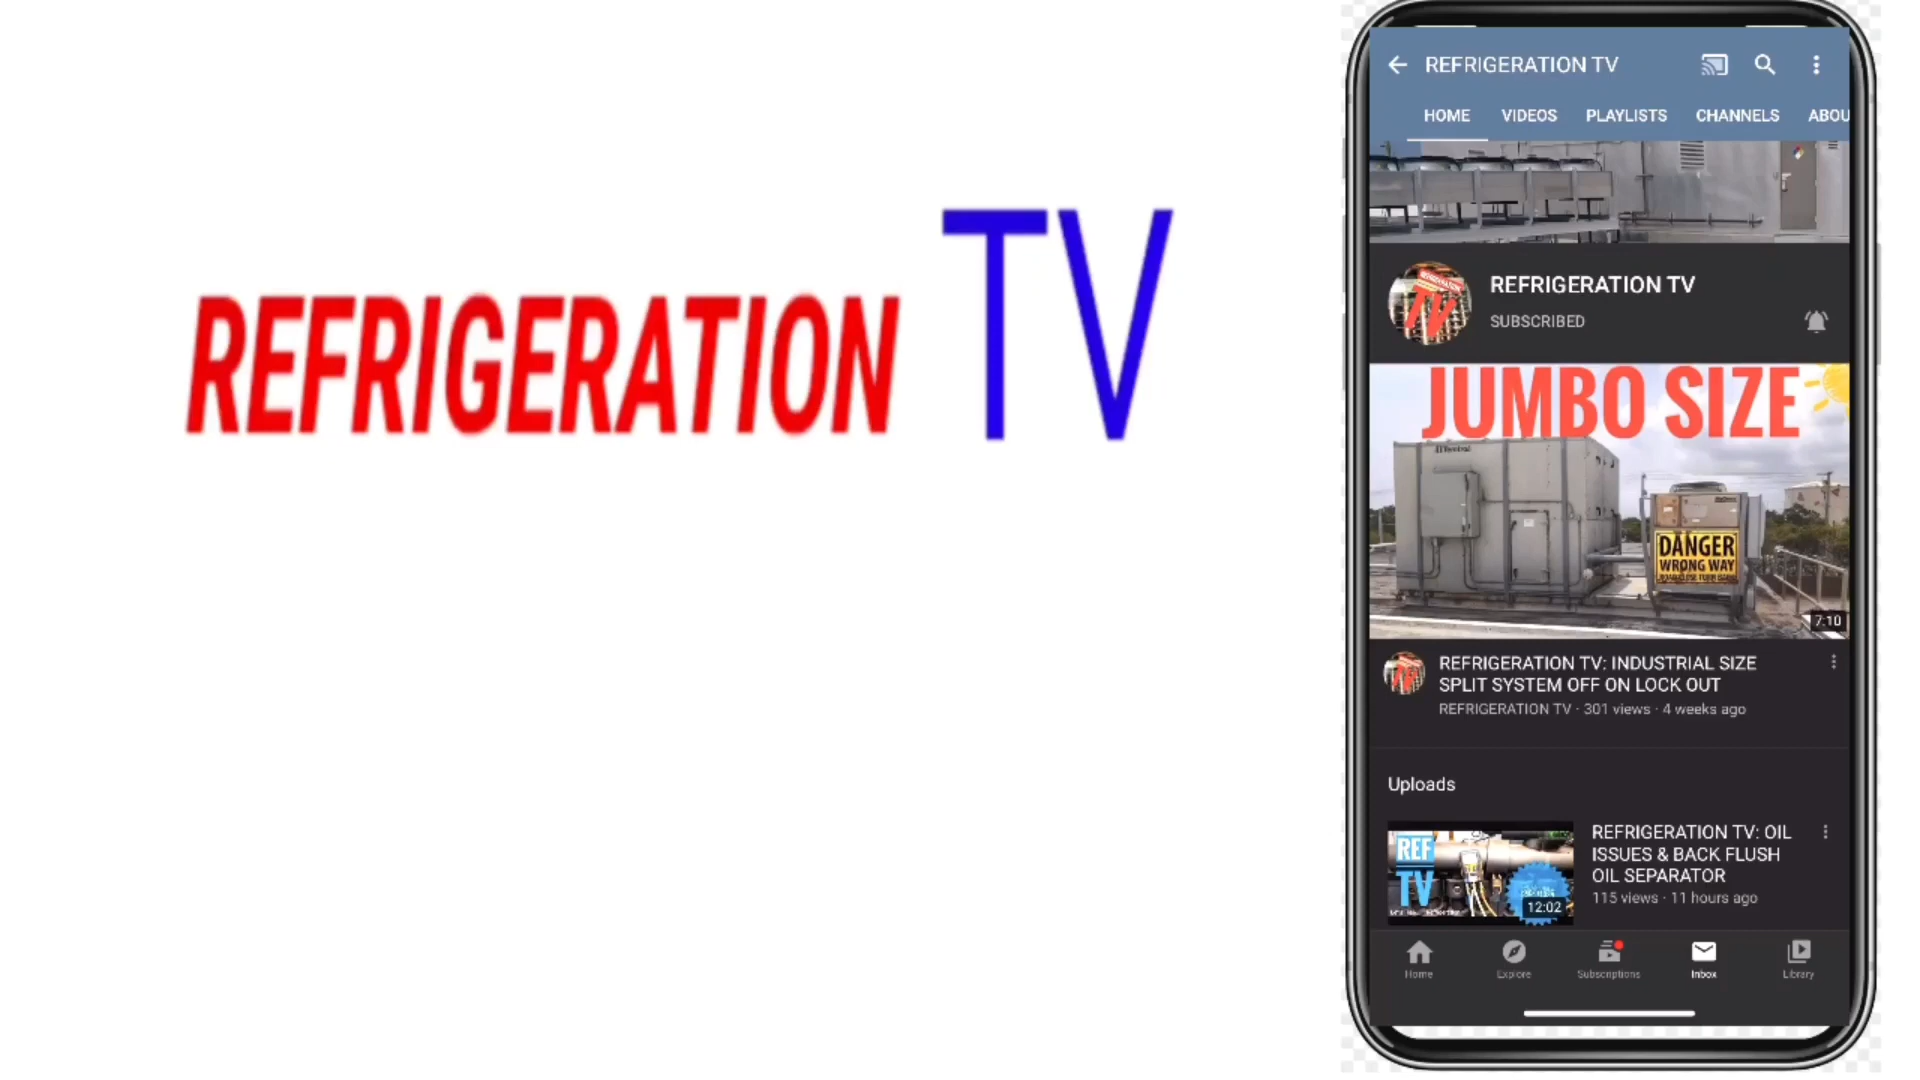 REFRIGERATION TV
REFRIGERATION TV
HOME VIDEOS PLAYLISTS CHANNELS ABOU
REFRIGERATION TV
SUBSCRIBED
JUMBO SIZE
DANGER
WRONG WAY
7:10
REFRIGERATION TV: INDUSTRIAL SIZE
SPLIT SYSTEM OFF ON LOCK OUT
REFRIGERATION TV · 301 views · 4 weeks ago
Uploads
REF
TV
12:02
REFRIGERATION TV: OIL
ISSUES & BACK FLUSH
OIL SEPARATOR
115 views · 11 hours ago
Home Explore Subscriptions Inbox Library